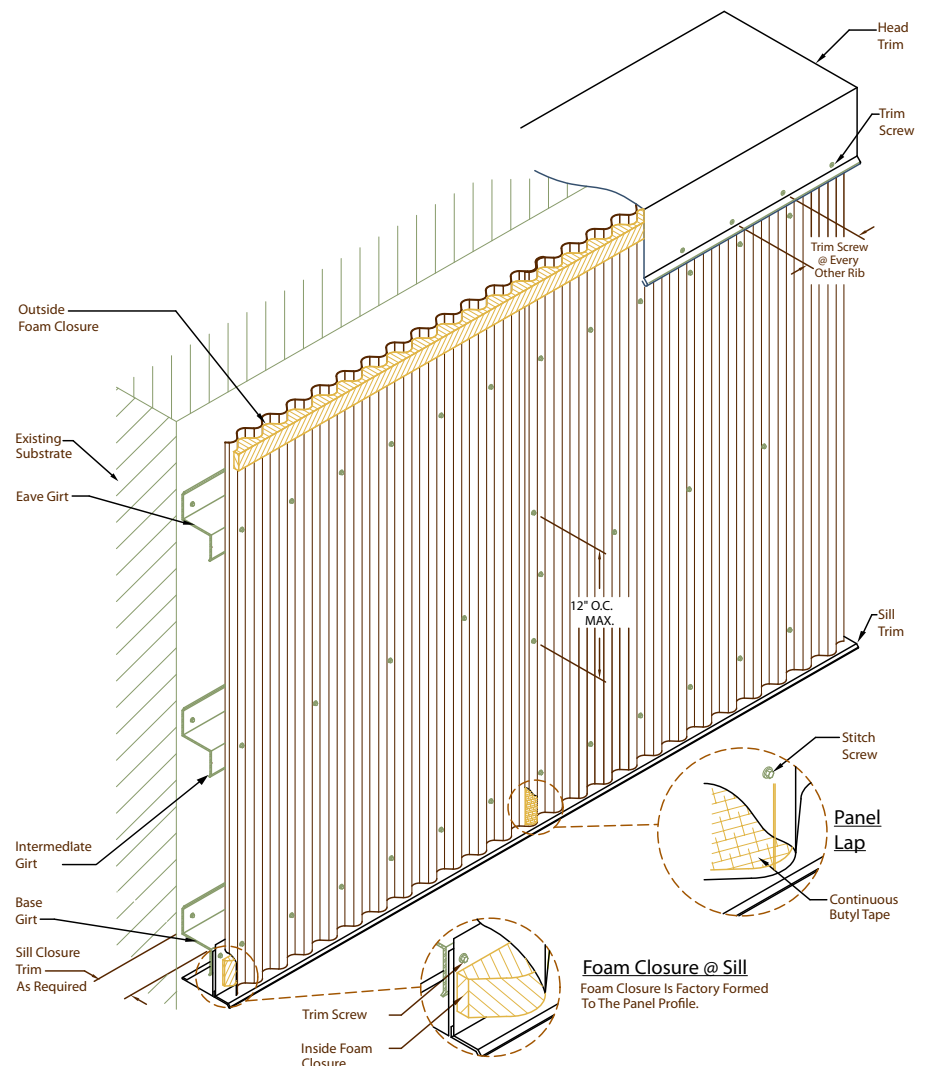 Head
Trim
Trim
Screw
Trim Screw
@ Every
Other Rib
Outside
Foam Closure
Existing
Substrate
Eave Girt
12" O.C.
MAX.
Sill
Trim
Stitch
Screw
Panel
Lap
Intermedlate
Girt
Continuous
Butyl Tape
Base
Girt
Sill Closure
Trim
As Required
Foam Closure @ Sill
Foam Closure Is Factory Formed
To The Panel Profile.
Trim Screw
Inside Foam
Closure